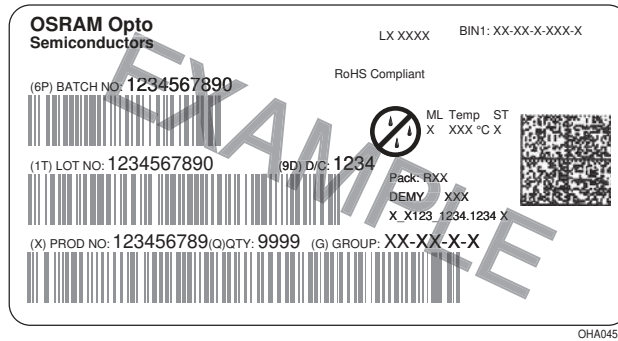 OSRAM Opto
Semiconductors
LX XXXX
BIN1: XX-XX-X-XXX-X
RoHS Compliant
(6P) BATCH NO: 1234567890
ML Temp ST
X XXX °C X
(1T) LOT NO: 1234567890
(9D) D/C: 1234
Pack: RXX
DEMY XXX
X_X123_1234.1234 X
(X) PROD NO: 123456789(Q)QTY: 9999 (G) GROUP: XX-XX-X-X
EXAMPLE
OHA045